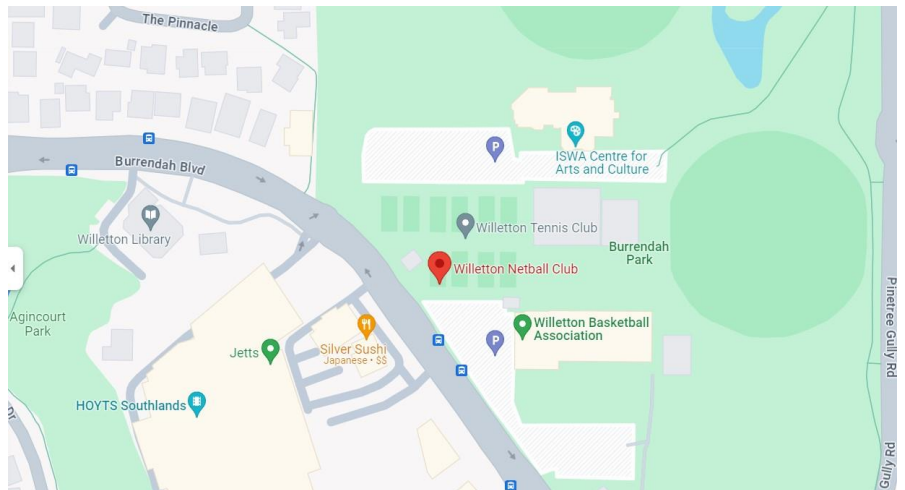 The Pinnacle
Burrendah Blvd
P
ISWA Centre for
Arts and Culture
Willetton Library
Willetton Tennis Club
Burrendah
Park
Willetton Netball Club
Agincourt
Park
Pinetree Gully Rd
Willetton Basketball
Association
P
Silver Sushi
Japanese • $$
Jetts
HOYTS Southlands
Dr
Gully Rd